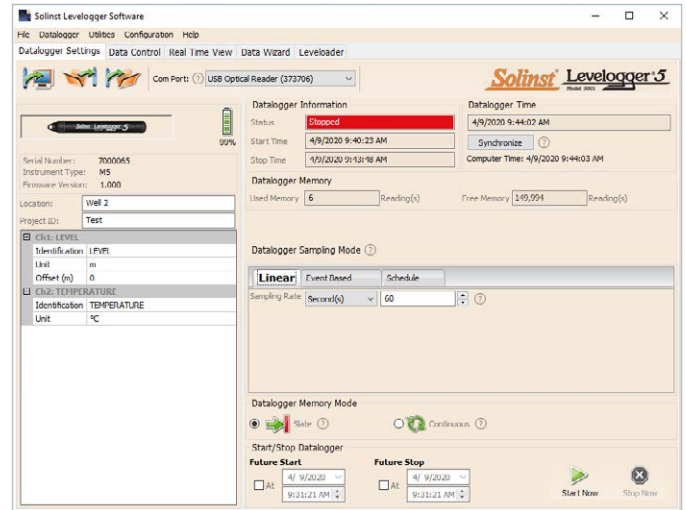 Solinst Levelogger Software
File Datalogger Utilities Configuration Help
Datalogger Settings Data Control Real Time View Data Wizard Leveloader
Com Port: ? USB Optical Reader (373706)
Solinst Levelogger 5
Model 3001
Solinst Levelogger 5
99%
Serial Number: 7000065
Instrument Type: M5
Firmware Version: 1.000
Location: Well 2
Project ID: Test
Ch1: LEVEL
Identification LEVEL
Unit m
Offset (m) 0
Ch2: TEMPERATURE
Identification TEMPERATURE
Unit ºC
Datalogger Information
Status Stopped
Start Time 4/9/2020 9:40:23 AM
Stop Time 4/9/2020 9:43:48 AM
Datalogger Time
4/9/2020 9:44:02 AM
Synchronize ?
Computer Time: 4/9/2020 9:44:03 AM
Datalogger Memory
Used Memory 6 Reading(s) Free Memory 149,994 Reading(s)
Datalogger Sampling Mode ?
Linear Event Based Schedule
Sampling Rate Second(s) 60 ?
Datalogger Memory Mode
Slate ? Continuous ?
Start/Stop Datalogger
Future Start Future Stop
At 4/ 9/2020 At 4/ 9/2020
9:31:21 AM 9:31:21 AM
Start Now Stop Now